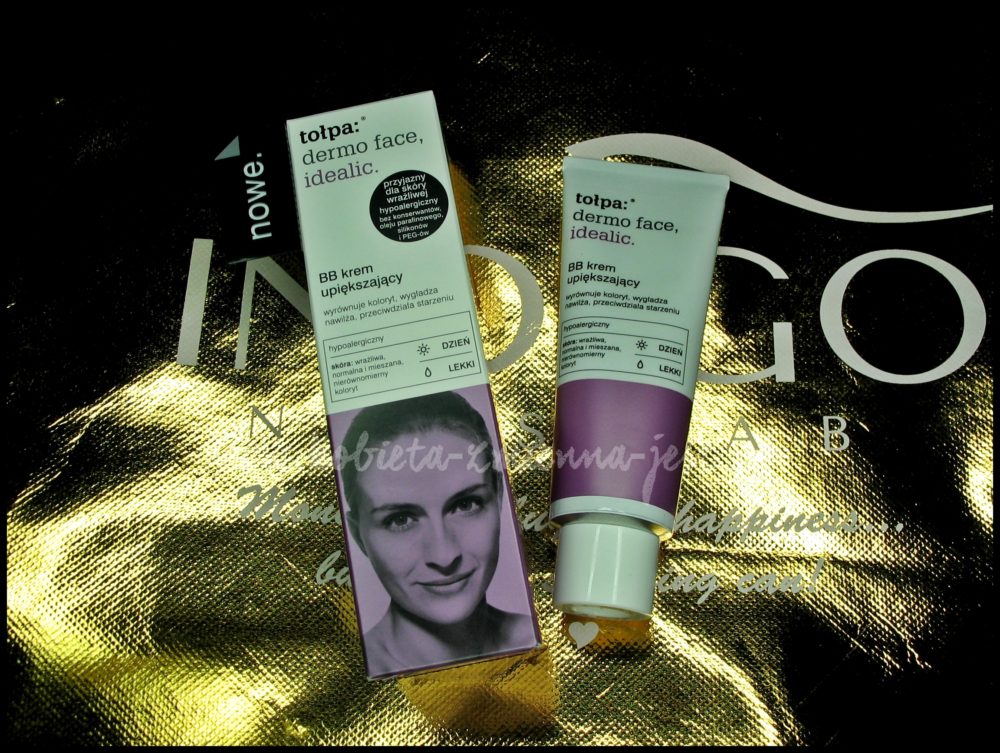 nowe.
tołpa:®
dermo face,
idealic.
przyjazny
dla skóry
wrażliwej
hypoalergiczny
bez konserwantów,
oleju parafinowego,
silikonów
i PEG-ów
BB krem
upiększający
wyrównuje koloryt, wygładza
nawilża, przeciwdziała starzeniu
hypoalergiczny
skóra: wrażliwa,
normalna i mieszana,
nierównomierny
koloryt
DZIEŃ
LEKKI
tołpa:®
dermo face,
idealic.
BB krem
upiększający
wyrównuje koloryt, wygładza
nawilża, przeciwdziała starzeniu
hypoalergiczny
skóra: wrażliwa,
normalna i mieszana,
nierównomierny
koloryt
DZIEŃ
LEKKI
happiness...
can!